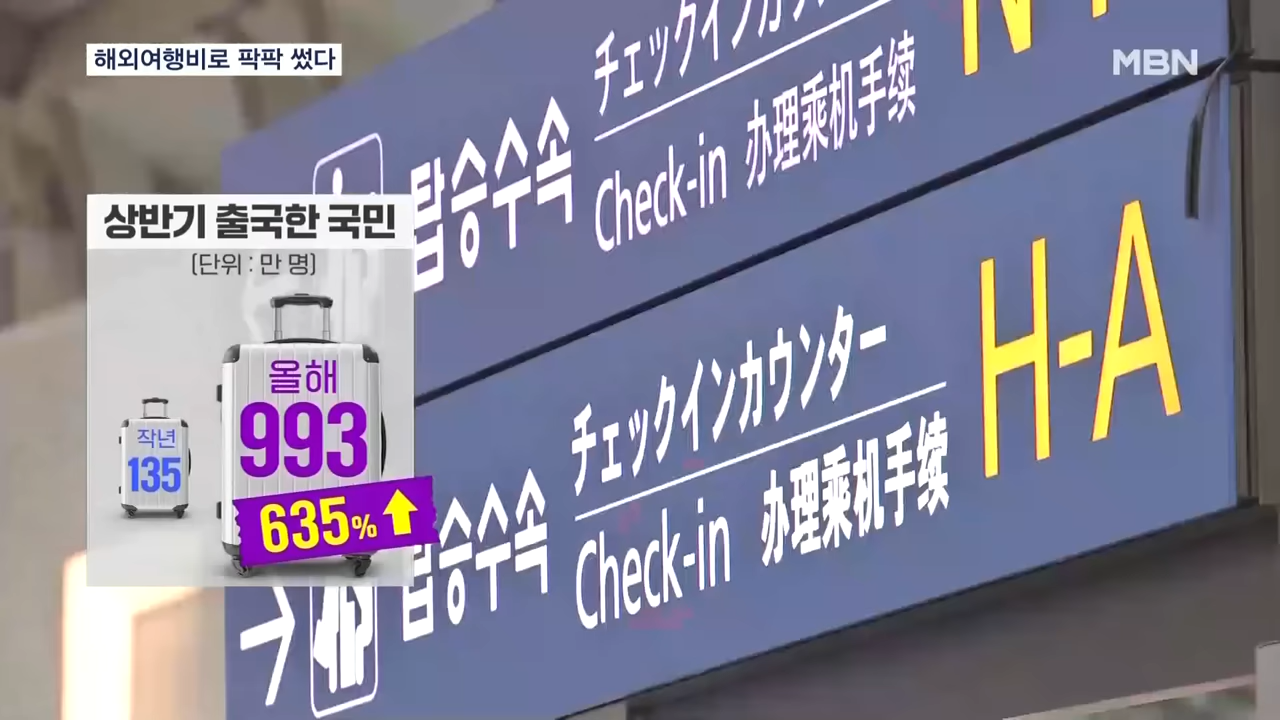 해외여행비로 팍팍 썼다
MBN
상반기 출국한 국민
(단위 : 만 명)
작년
135
올해
993
635% ↑
탑승수속
チェックインカウ
Check-in 办理乘机手续
탑승수속
チェックインカウンター
Check-in 办理乘机手续
H-A